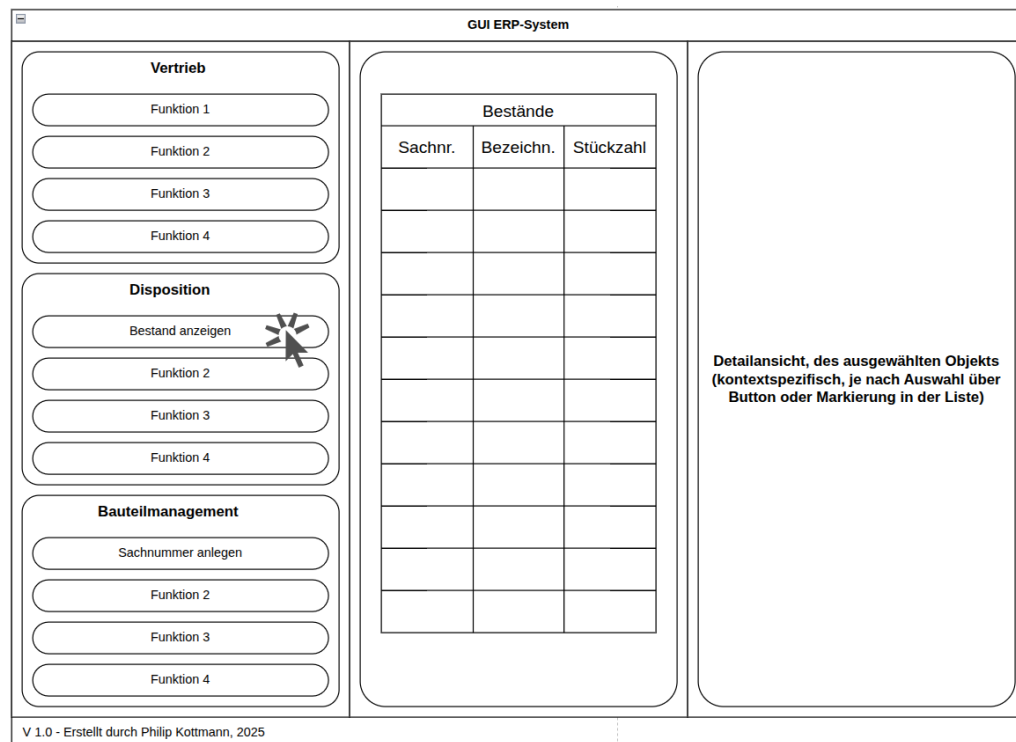 GUI ERP-System
Vertrieb
Funktion 1
Funktion 2
Funktion 3
Funktion 4
Disposition
Bestand anzeigen
Funktion 2
Funktion 3
Funktion 4
Bauteilmanagement
Sachnummer anlegen
Funktion 2
Funktion 3
Funktion 4
Bestände
Sachnr. Bezeichn. Stückzahl
Detailansicht, des ausgewählten Objekts
(kontextspezifisch, je nach Auswahl über
Button oder Markierung in der Liste)
V 1.0 - Erstellt durch Philip Kottmann, 2025